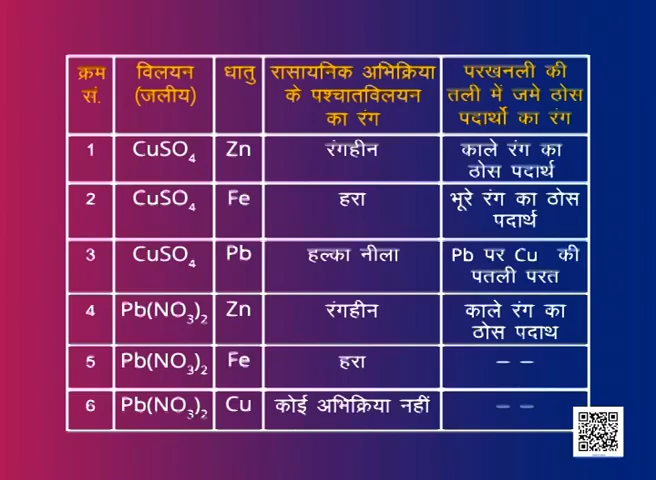 क्रम सं. विलयन (जलीय) धातु रासायनिक अभिक्रिया के पश्चातविलयन का रंग परखनली की तली में जमे ठोस पदार्थो का रंग
1 CuSO4 Zn रंगहीन काले रंग का ठोस पदार्थ
2 CuSO4 Fe हरा भूरे रंग का ठोस पदार्थ
3 CuSO4 Pb हल्का नीला Pb पर Cu की पतली परत
4 Pb(NO3)2 Zn रंगहीन काले रंग का ठोस पदाथ
5 Pb(NO3)2 Fe हरा – –
6 Pb(NO3)2 Cu कोई अभिक्रिया नहीं – –